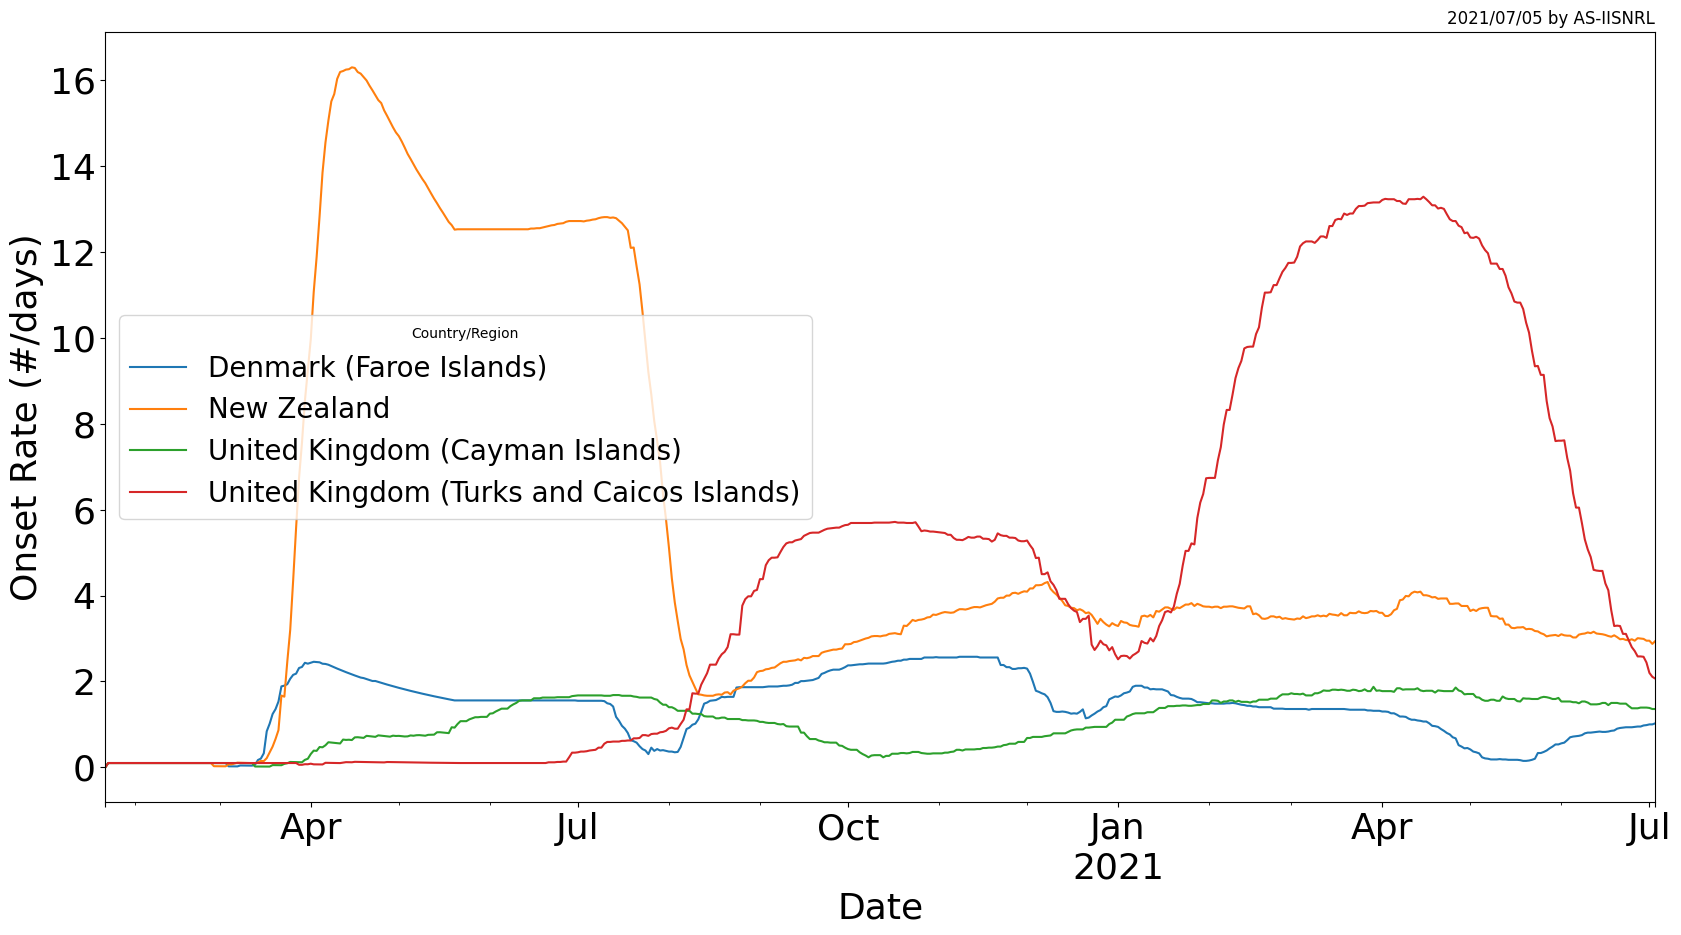 2021/07/05 by AS-IISNRL
16
14
12
10
8
6
4
2
0
Onset Rate (#/days)
Country/Region
Denmark (Faroe Islands)
New Zealand
United Kingdom (Cayman Islands)
United Kingdom (Turks and Caicos Islands)
Apr Jul Oct Jan Apr Jul
2021
Date